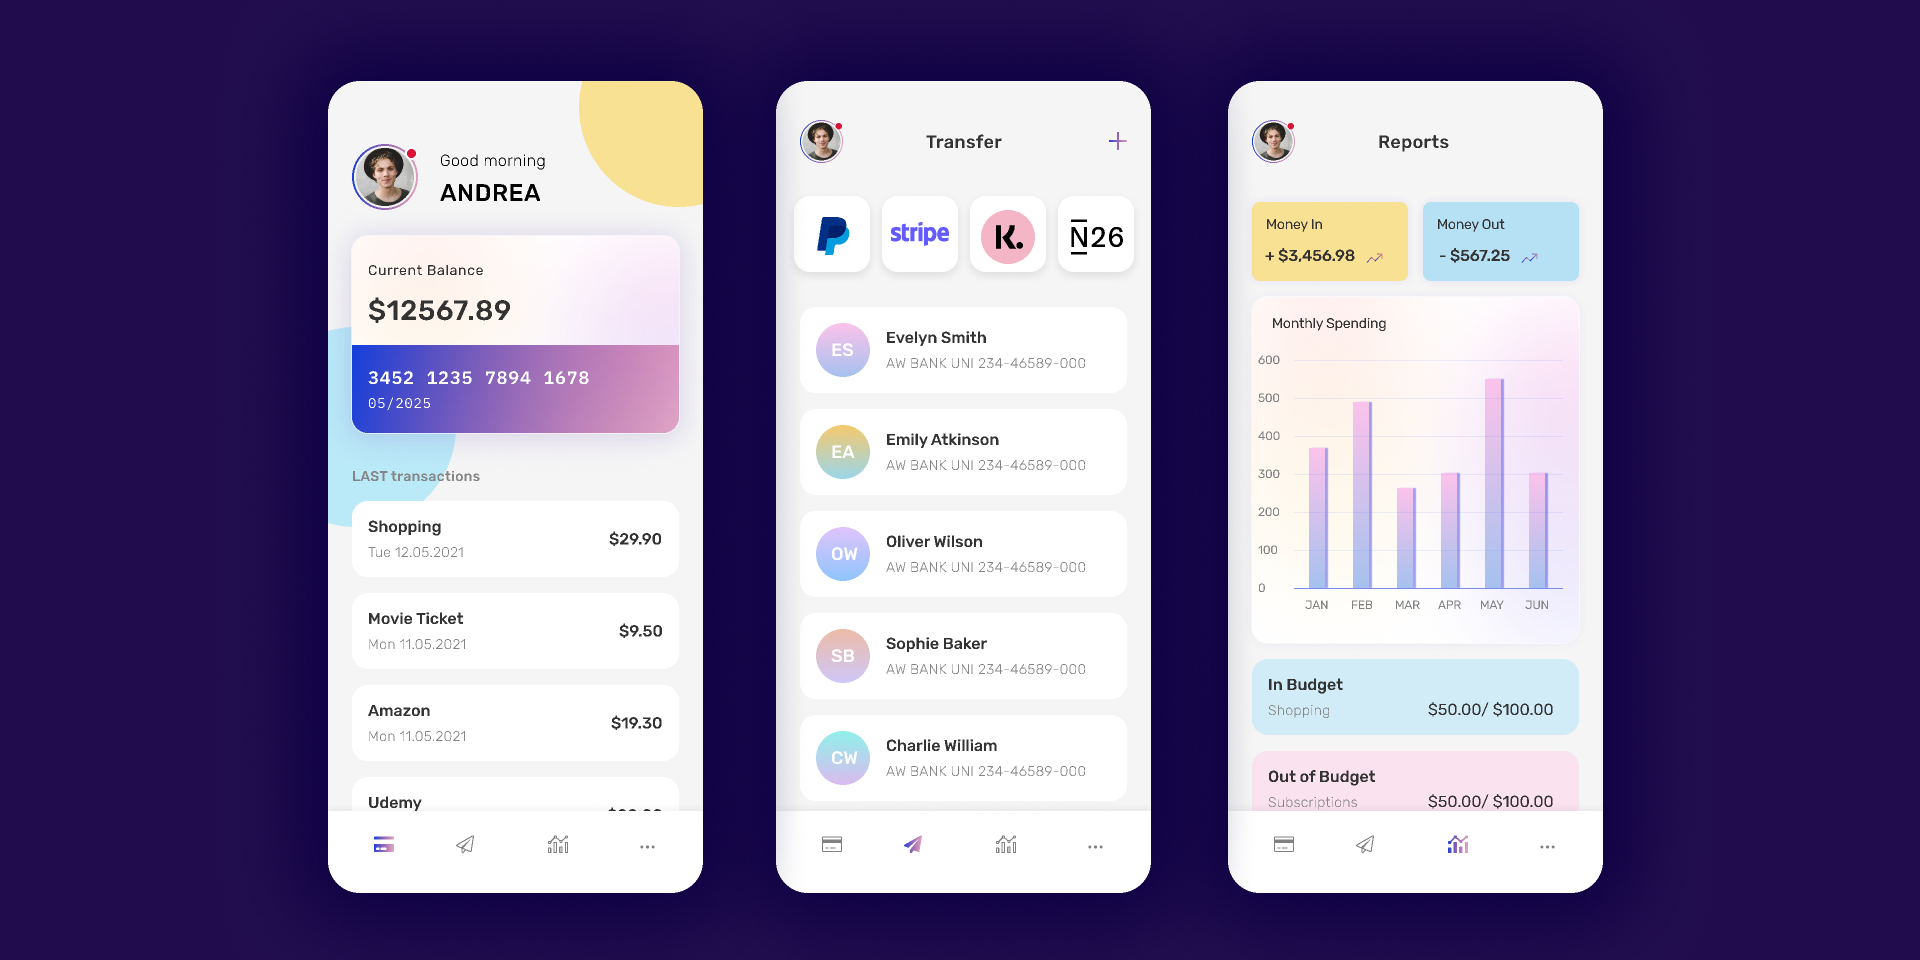 Good morning
ANDREA
Current Balance
$12567.89
3452 1235 7894 1678
05/2025
LAST transactions
Shopping
$29.90
Tue 12.05.2021
Movie Ticket
$9.50
Mon 11.05.2021
Amazon
$19.30
Mon 11.05.2021
Udemy
Transfer
stripe
K.
N26
ES
Evelyn Smith
AW BANK UNI 234-46589-000
EA
Emily Atkinson
AW BANK UNI 234-46589-000
OW
Oliver Wilson
AW BANK UNI 234-46589-000
SB
Sophie Baker
AW BANK UNI 234-46589-000
CW
Charlie William
AW BANK UNI 234-46589-000
Reports
Money In
+ $3,456.98
Money Out
- $567.25
Monthly Spending
600
500
400
300
200
100
0
JAN FEB MAR APR MAY JUN
In Budget
Shopping $50.00/ $100.00
Out of Budget
Subscriptions $50.00/ $100.00